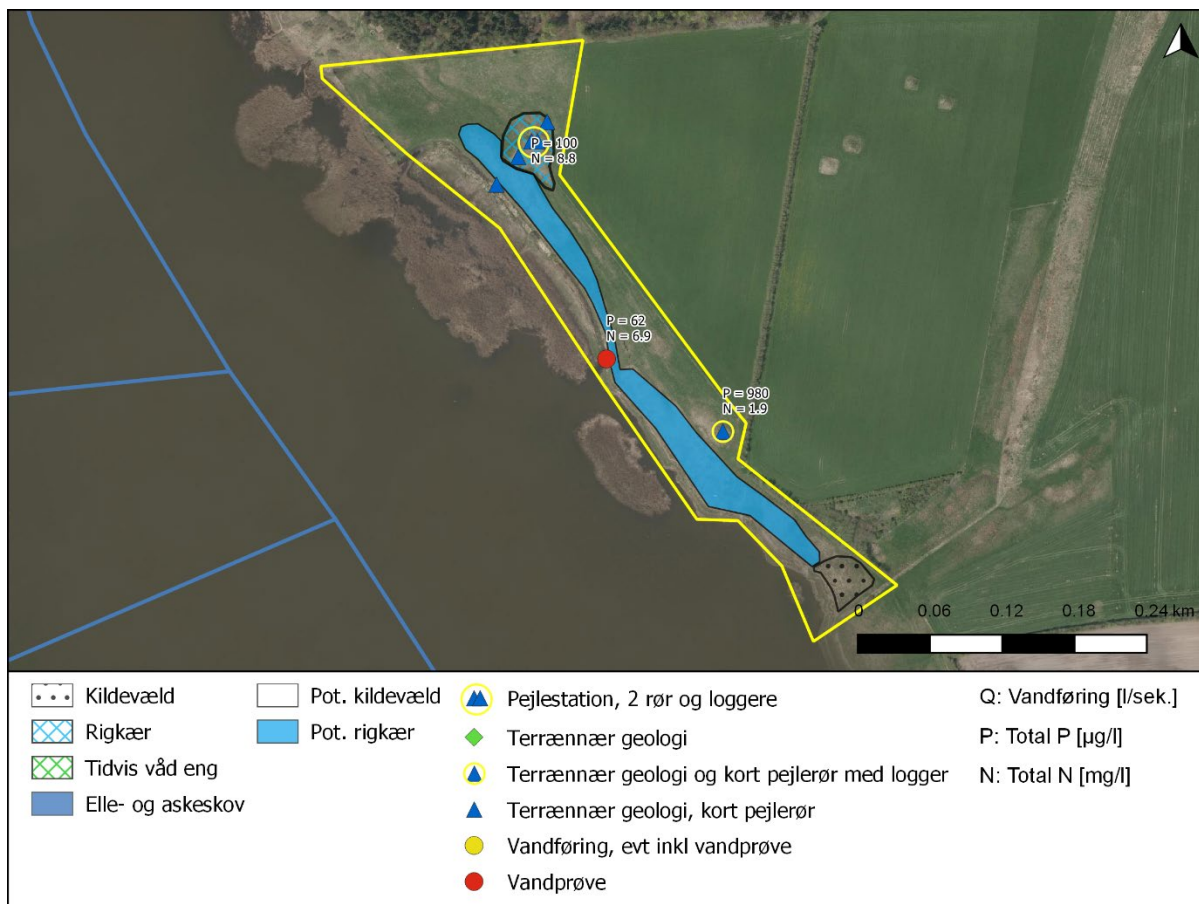 P = 100
N = 8.8
P = 62
N = 6.9
P = 980
N = 1.9
0 0.06 0.12 0.18 0.24 km
Kildevæld
Rigkær
Tidvis våd eng
Elle- og askeskov
Pot. kildevæld
Pot. rigkær
Pejlestation, 2 rør og loggere
Terrænnær geologi
Terrænnær geologi og kort pejlerør med logger
Terrænnær geologi, kort pejlerør
Vandføring, evt inkl vandprøve
Vandprøve
Q: Vandføring [l/sek.]
P: Total P [µg/l]
N: Total N [mg/l]